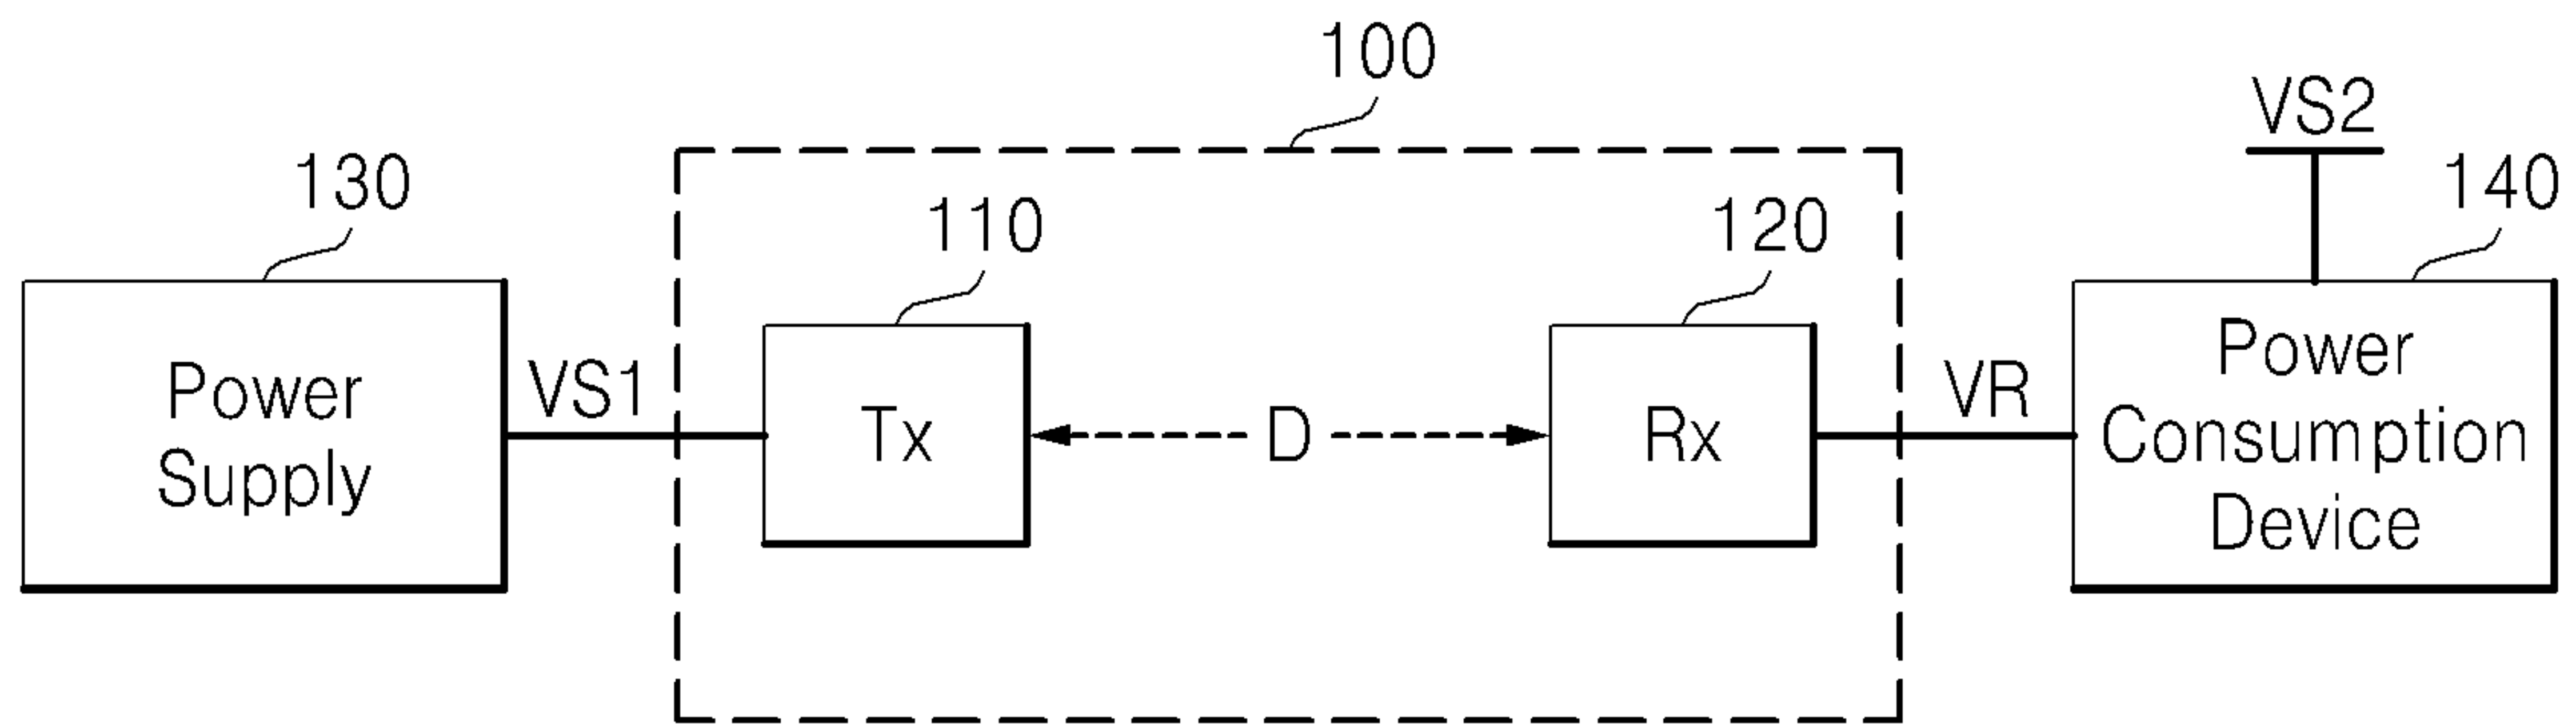 100
VS2
130
140
110
120
Power
Supply
VS1
Tx
D
Rx
VR
Power
Consumption
Device